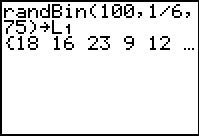 randBin(100,1/6,
75)→L₁
{18 16 23 9 12 …